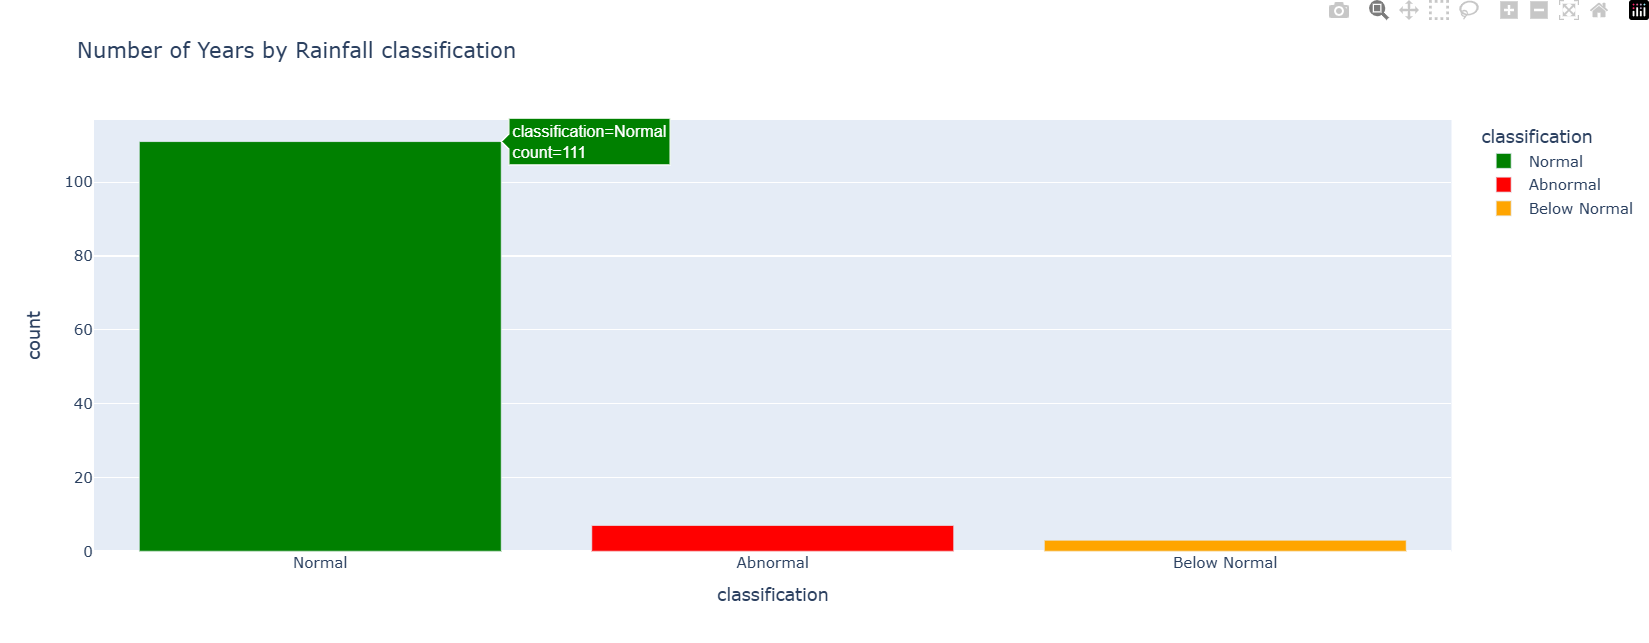 Number of Years by Rainfall classification
classification=Normal
count=111
classification
Normal
Abnormal
Below Normal
100
80
60
40
20
0
count
Normal
Abnormal
Below Normal
classification